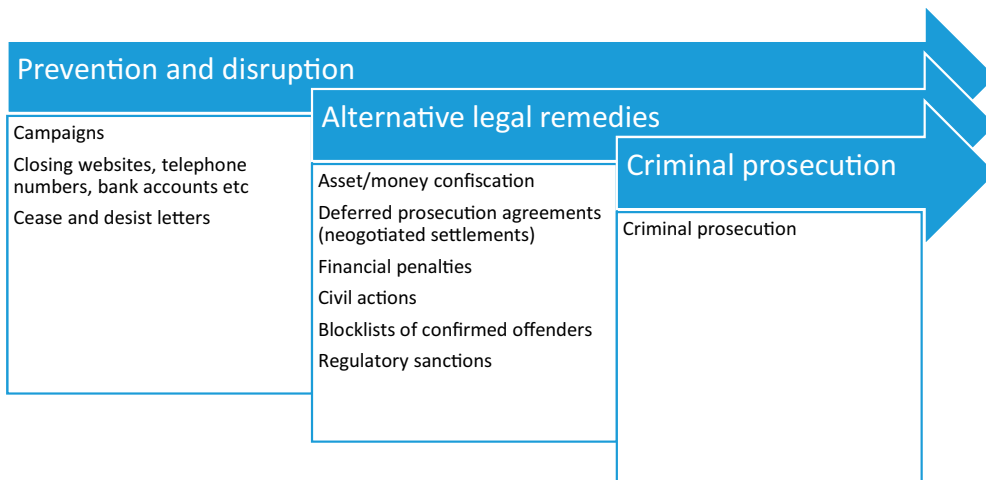 Prevention and disruption
Campaigns
Closing websites, telephone
numbers, bank accounts etc
Cease and desist letters
Alternative legal remedies
Asset/money confiscation
Deferred prosecution agreements
(neogotiated settlements)
Financial penalties
Civil actions
Blocklists of confirmed offenders
Regulatory sanctions
Criminal prosecution
Criminal prosecution